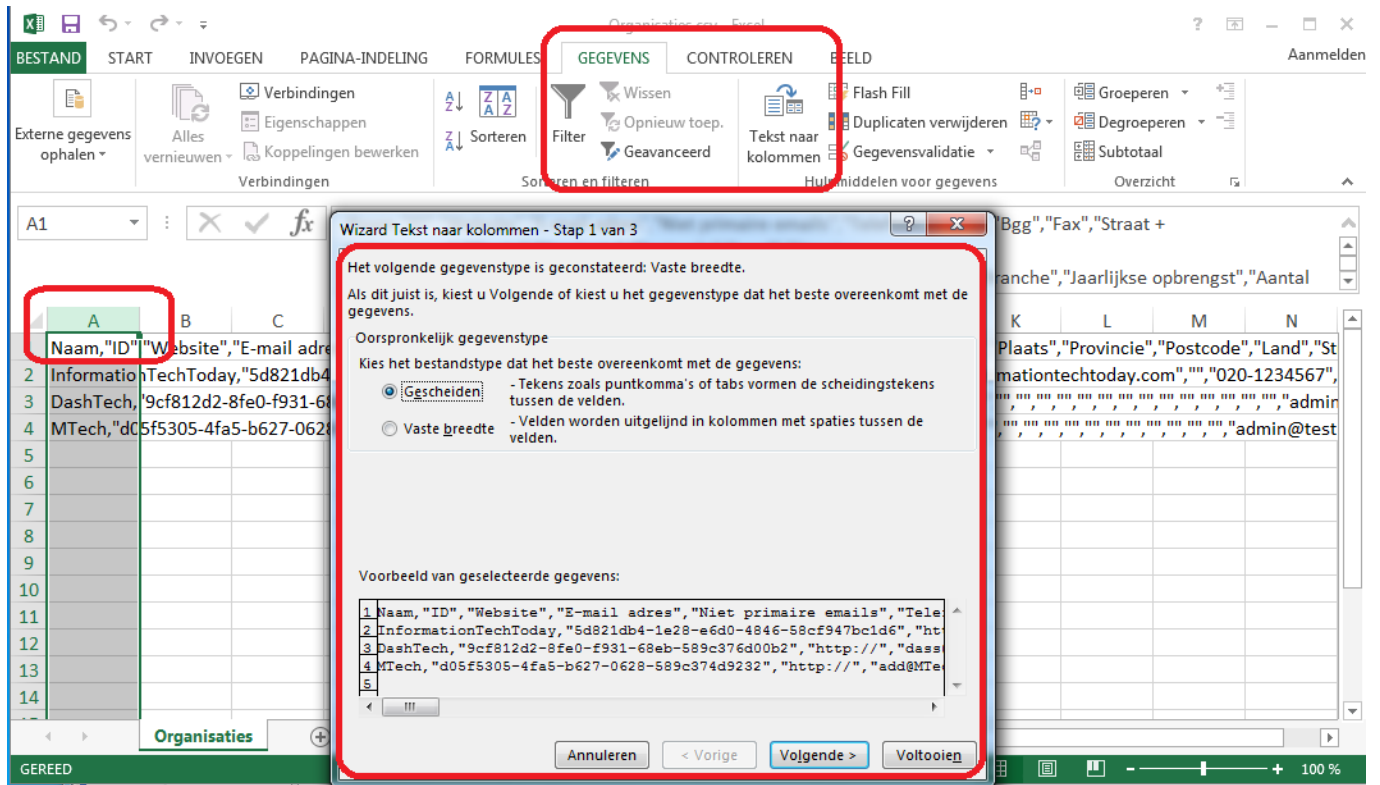 Organisaties.csv - Excel
BESTAND START INVOEGEN PAGINA-INDELING FORMULES GEGEVENS CONTROLEREN BEELD Aanmelden
Externe gegevens ophalen
Alles vernieuwen
Verbindingen
Eigenschappen
Koppelingen bewerken
Verbindingen
Sorteren
Filter
Wissen
Opnieuw toep.
Geavanceerd
Sorteren en filteren
Tekst naar kolommen
Flash Fill
Duplicaten verwijderen
Gegevensvalidatie
Hulpmiddelen voor gegevens
Groeperen
Degroeperen
Subtotaal
Overzicht
A1 fx "Bgg","Fax","Straat +
ranche","Jaarlijkse opbrengst","Aantal
A B C K L M N
Naam,"ID","Website","E-mail adre Plaats","Provincie","Postcode","Land","St
2 InformationTechToday,"5d821db4 mationtechtoday.com","","020-1234567",
3 DashTech,"9cf812d2-8fe0-f931-68 "","","","","","","","","","","admin
4 MTech,"d05f5305-4fa5-b627-0628 ,"","","","","","","","","","admin@test
5
6
7
8
9
10
11
12
13
14
Wizard Tekst naar kolommen - Stap 1 van 3
Het volgende gegevenstype is geconstateerd: Vaste breedte.
Als dit juist is, kiest u Volgende of kiest u het gegevenstype dat het beste overeenkomt met de
gegevens.
Oorspronkelijk gegevenstype
Kies het bestandstype dat het beste overeenkomt met de gegevens:
Gescheiden - Tekens zoals puntkomma's of tabs vormen de scheidingstekens
tussen de velden.
Vaste breedte - Velden worden uitgelijnd in kolommen met spaties tussen de
velden.
Voorbeeld van geselecteerde gegevens:
1 Naam,"ID","Website","E-mail adres","Niet primaire emails","Tele
2 InformationTechToday,"5d821db4-1e28-e6d0-4846-58cf947bc1d6","ht
3 DashTech,"9cf812d2-8fe0-f931-68eb-589c376d00b2","http://","dass
4 MTech,"d05f5305-4fa5-b627-0628-589c374d9232","http://","add@MTe
5
Annuleren < Vorige Volgende > Voltooien
Organisaties
GEREED 100 %